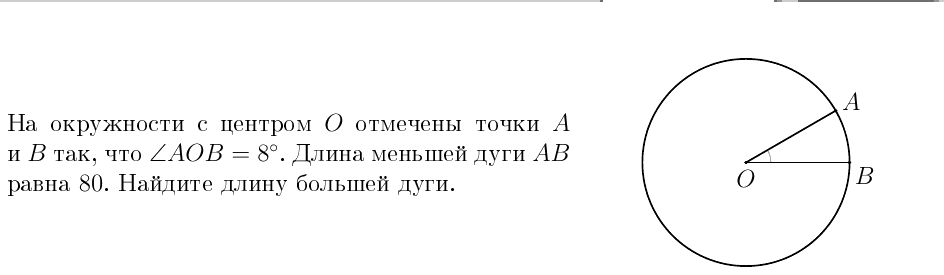 На окружности с центром O отмечены точки A
и B так, что ∠AOB = 8°. Длина меньшей дуги AB
равна 80. Найдите длину большей дуги.
A
O
B